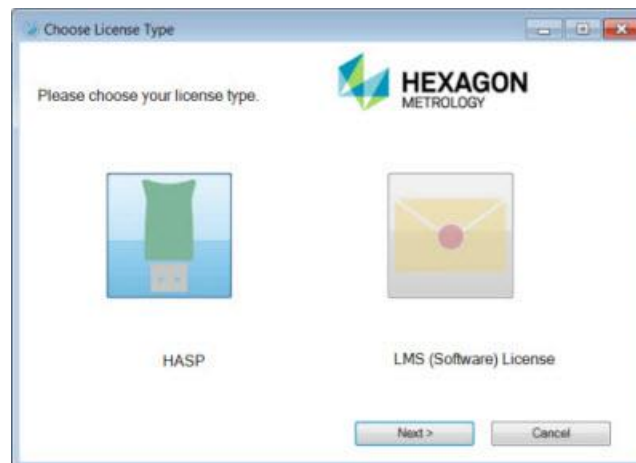 Choose License Type
HEXAGON
METROLOGY
Please choose your license type.
HASP
LMS (Software) License
Next >
Cancel